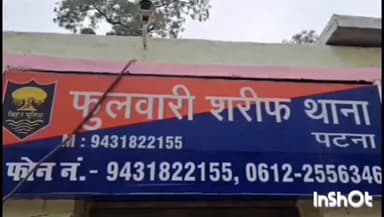 बिहार पुलिस
फुलवारी शरीफ थाना
M : 9431822155
पटना
फोन नं.- 9431822155, 0612-2556346
InShOt